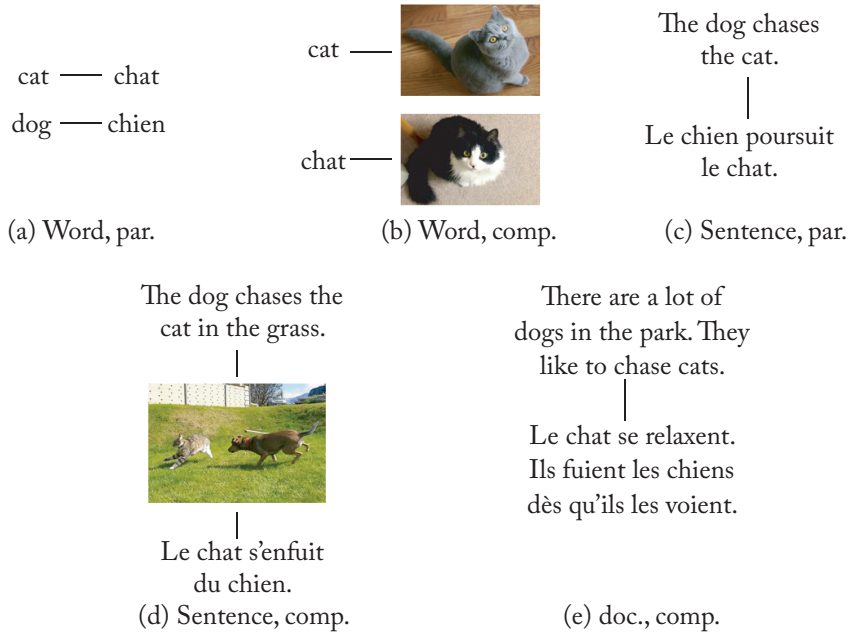 cat chat
dog chien
(a) Word, par.
cat
chat
(b) Word, comp.
The dog chases
the cat.
Le chien poursuit
le chat.
(c) Sentence, par.
The dog chases the
cat in the grass.
Le chat s'enfuit
du chien.
(d) Sentence, comp.
There are a lot of
dogs in the park. They
like to chase cats.
Le chat se relaxent.
Ils fuient les chiens
dès qu'ils les voient.
(e) doc., comp.